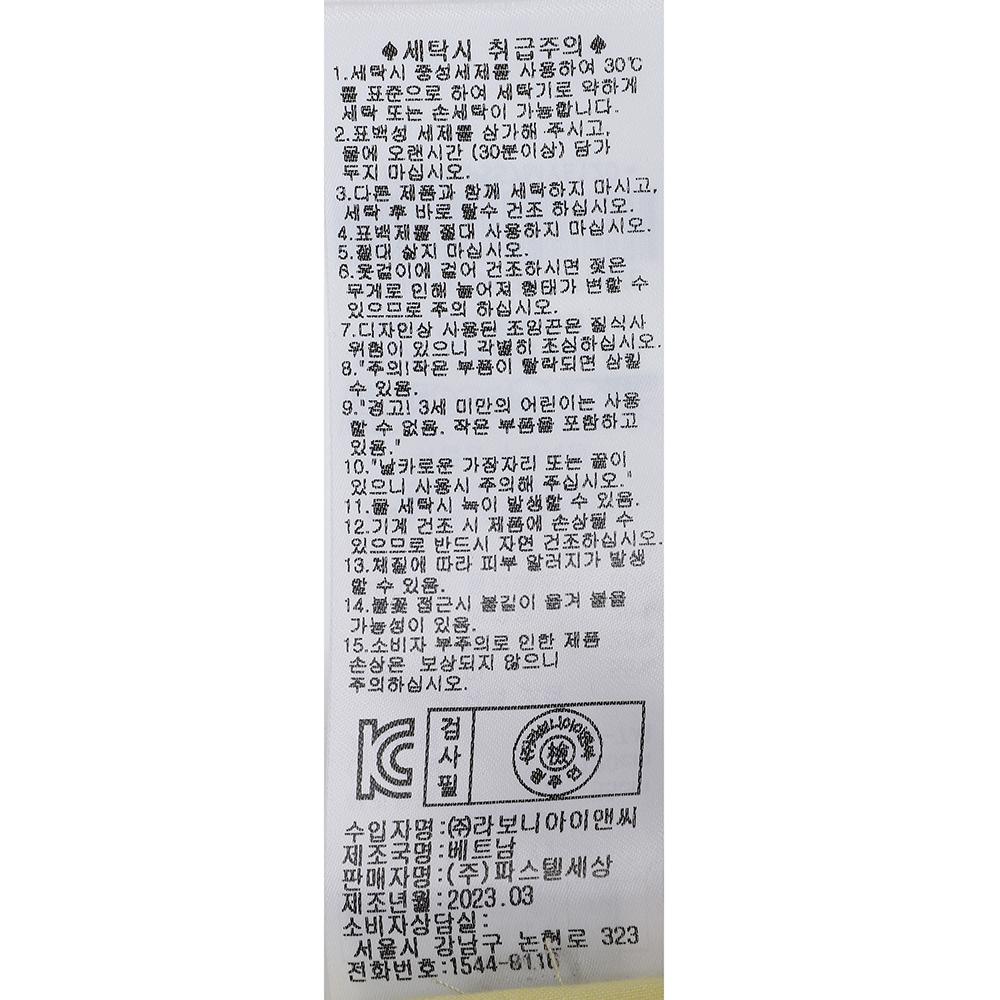 ♠세탁시 취급주의♠
1.세탁시 중성세제를 사용하여 30℃
를 표준으로 하여 세탁기로 약하게
세탁 또는 손세탁이 가능합니다.
2.표백성 세제를 삼가해 주시고,
물에 오랜시간 (30분이상) 담가
두지 마십시오.
3.다른 제품과 함께 세탁하지 마시고,
세탁 후 바로 탈수 건조 하십시오.
4.표백제를 절대 사용하지 마십시오.
5.절대 삶지 마십시오.
6.옷걸이에 걸어 건조하시면 젖은
무게로 인해 늘어져 형태가 변할 수
있으므로 주의 하십시오.
7.디자인상 사용된 조임끈은 질식사
위험이 있으니 각별히 조심하십시오.
8."주의!작은 부품이 탈락되면 삼킬
수 있음.
9."경고! 3세 미만의 어린이는 사용
할 수 없음. 작은 부품을 포함하고
있음."
10."날카로운 가장자리 또는 끝이
있으니 사용시 주의해 주십시오."
11.물 세탁시 녹이 발생할 수 있음.
12.기계 건조 시 제품에 손상될 수
있으므로 반드시 자연 건조하십시오.
13.체질에 따라 피부 알러지가 발생
할 수 있음.
14.불꽃 접근시 불길이 옮겨 붙을
가능성이 있음.
15.소비자 부주의로 인한 제품
손상은 보상되지 않으니
주의하십시오.
KC
검사필
檢
수입자명:㈜라보니아이앤씨
제조국명:베트남
판매자명:(주)파스텔세상
제조년월:2023.03
소비자상담실:
서울시 강남구 논현로 323
전화번호:1544-8118